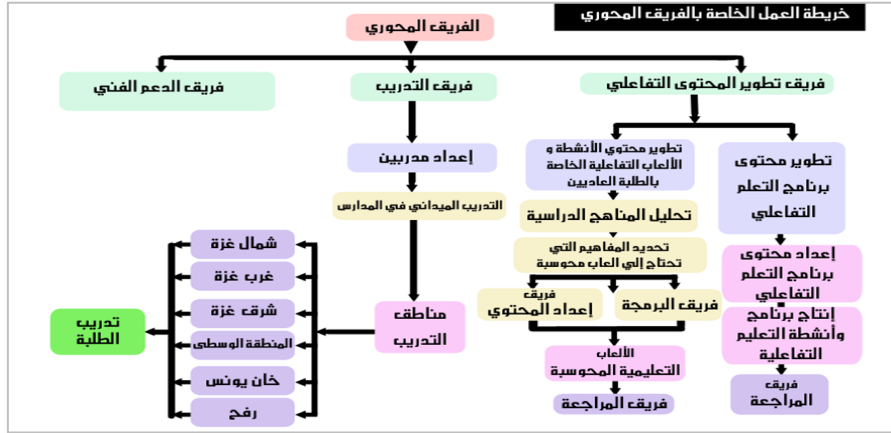 خريطة العمل الخاصة بالفريق المحوري
الفريق المحوري
فريق تطوير المحتوى التفاعلي
فريق التدريب
فريق الدعم الفني
تطوير محتوى
برنامج التعلم
التفاعلي
إعداد محتوى
برنامج التعلم
التفاعلي
إنتاج برنامج
وأنشطة التعليم
التفاعلية
فريق
المراجعة
تطوير محتوي الأنشطة و
الألعاب التفاعلية الخاصة
بالطلبة العاديين
تحليل المناهج الدراسية
تحديد المفاهيم التي
تحتاج إلي العاب محوسبة
فريق البرمجة
فريق
إعداد المحتوي
الألعاب
التعليمية المحوسبة
فريق المراجعة
إعداد مدربين
التدريب الميداني في المدارس
مناطق
التدريب
شمال غزة
غرب غزة
شرق غزة
المنطقة الوسطى
خان يونس
رفح
تدريب
الطلبة